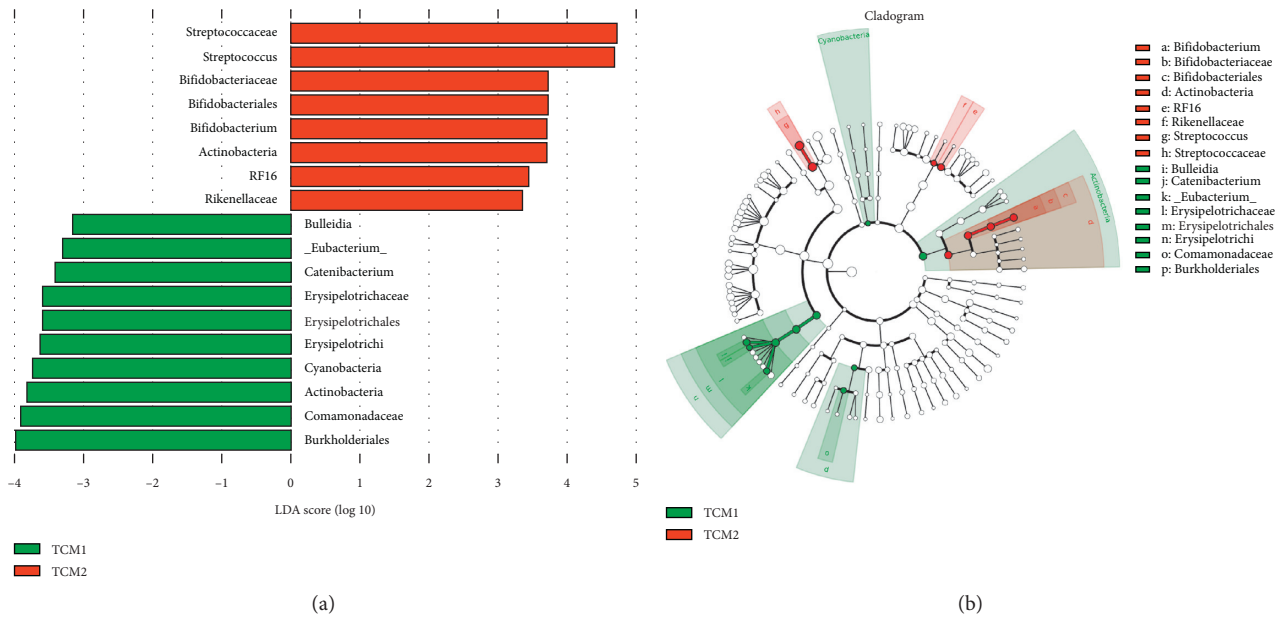 Streptococcaceae
Streptococcus
Bifidobacteriaceae
Bifidobacteriales
Bifidobacterium
Actinobacteria
RF16
Rikenellaceae
Bulleidia
_Eubacterium_
Catenibacterium
Erysipelotrichaceae
Erysipelotrichales
Erysipelotrichi
Cyanobacteria
Actinobacteria
Comamonadaceae
Burkholderiales
–4 –3 –2 –1 0 1 2 3 4 5
LDA score (log 10)
TCM1
TCM2
(a)
Cladogram
Cyanobacteria
h
g
f
e
Actinobacteria
c
b
a
d
n
m
l
k
o
p
a: Bifidobacterium
b: Bifidobacteriaceae
c: Bifidobacteriales
d: Actinobacteria
e: RF16
f: Rikenellaceae
g: Streptococcus
h: Streptococcaceae
i: Bulleidia
j: Catenibacterium
k: _Eubacterium_
l: Erysipelotrichaceae
m: Erysipelotrichales
n: Erysipelotrichi
o: Comamonadaceae
p: Burkholderiales
TCM1
TCM2
(b)